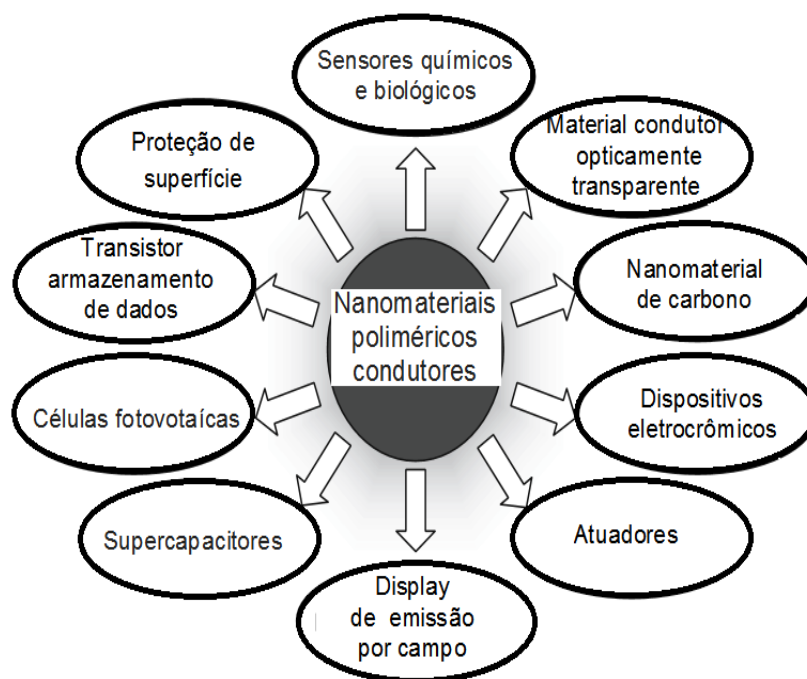 Sensores químicos
e biológicos
Material condutor
opticamente
transparente
Nanomaterial
de carbono
Dispositivos
eletrocrômicos
Atuadores
Display
de emissão
por campo
Supercapacitores
Células fotovotaícas
Transistor
armazenamento
de dados
Proteção de
superfície
Nanomateriais
poliméricos
condutores